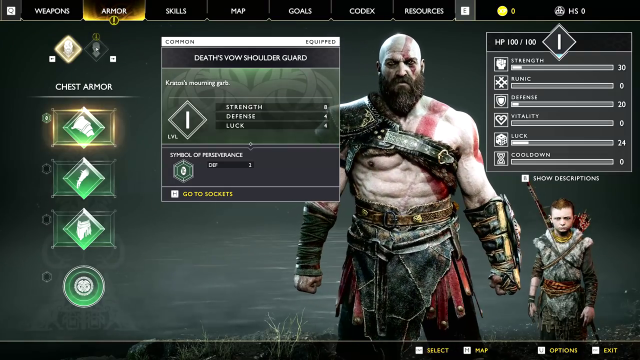 Q WEAPONS ARMOR SKILLS MAP GOALS CODEX RESOURCES E 0 HS 0
COMMON EQUIPPED
DEATH'S VOW SHOULDER GUARD
Kratos's mourning garb.
I
LVL
STRENGTH 8
DEFENSE 4
LUCK 4
SYMBOL OF PERSEVERANCE
DEF 2
GO TO SOCKETS
CHEST ARMOR
HP 100 / 100
I
STRENGTH 30
RUNIC 0
DEFENSE 20
VITALITY 0
LUCK 24
COOLDOWN 0
SHOW DESCRIPTIONS
SELECT MAP OPTIONS EXIT